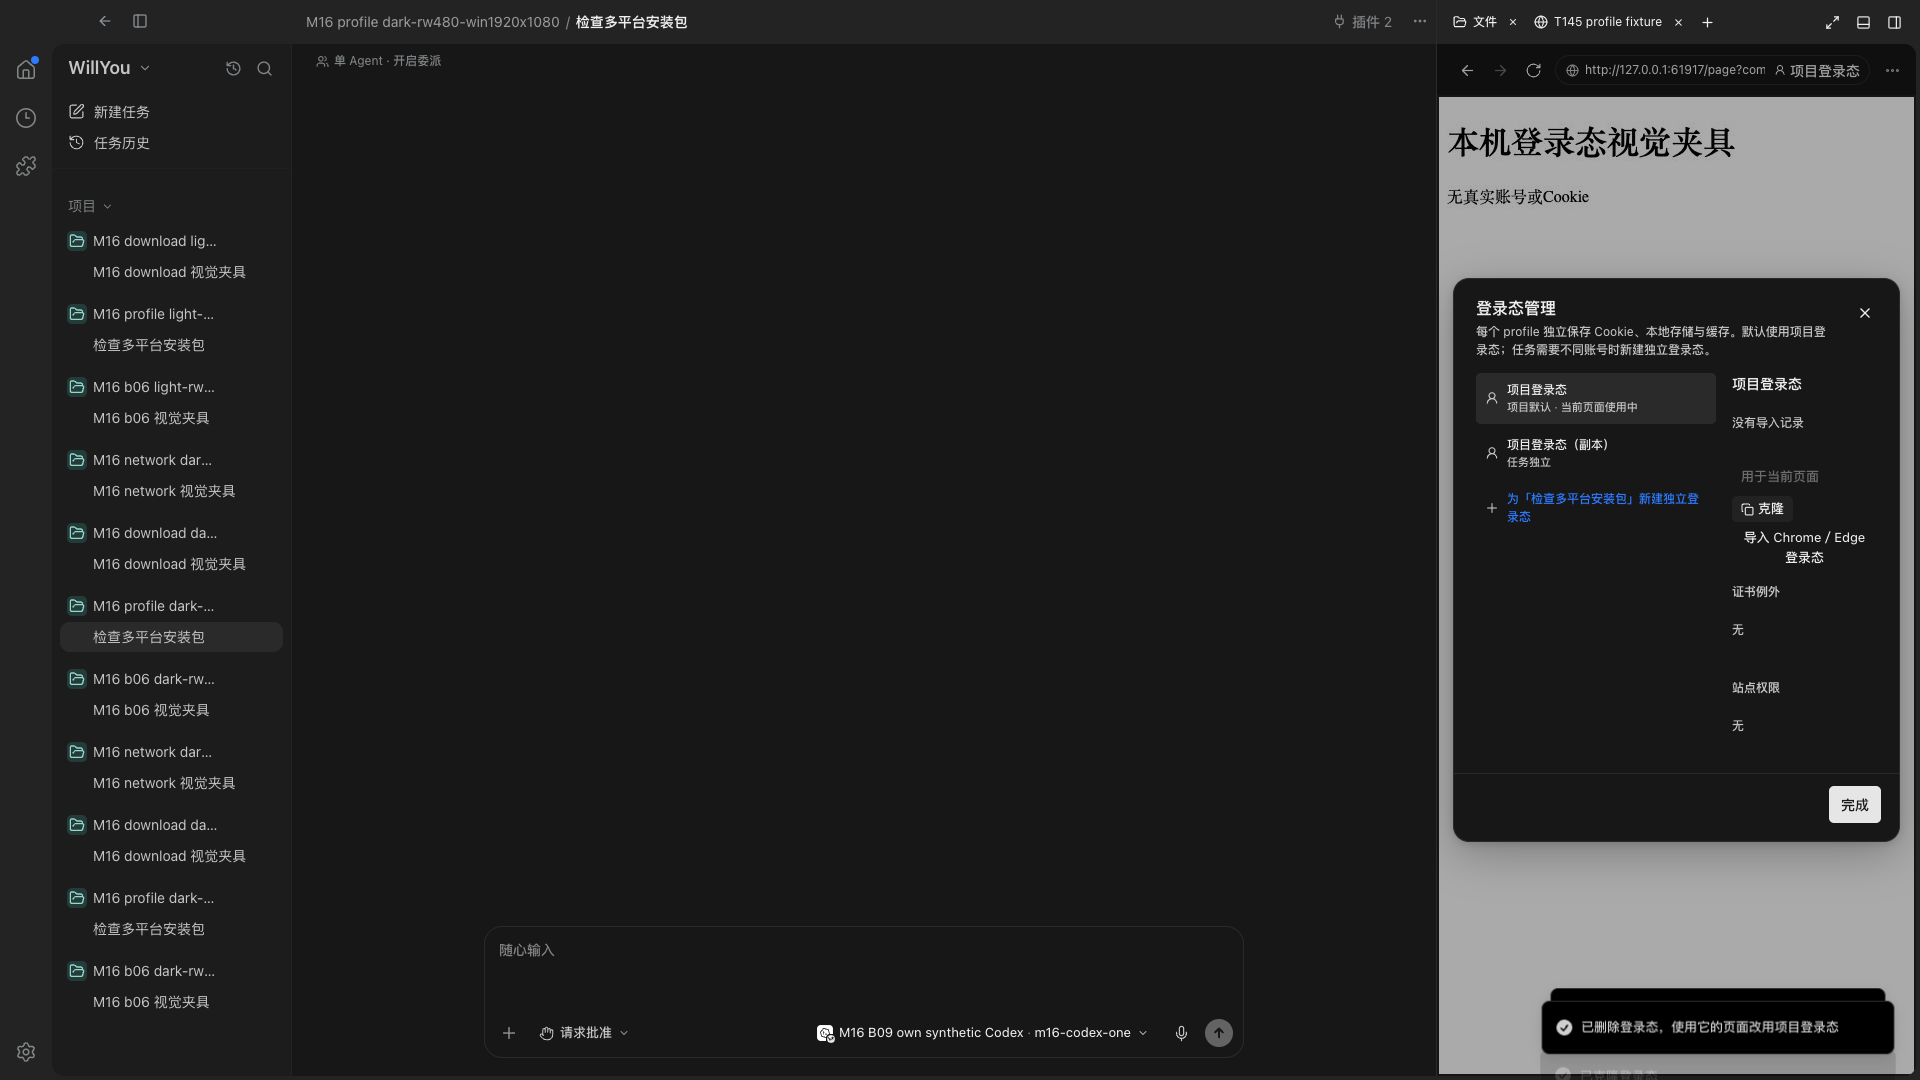 M16 profile dark-rw480-win1920x1080 / 检查多平台安装包
插件 2
文件
T145 profile fixture
WillYou
新建任务
任务历史
项目
M16 download lig...
M16 download 视觉夹具
M16 profile light-...
检查多平台安装包
M16 b06 light-rw...
M16 b06 视觉夹具
M16 network dar...
M16 network 视觉夹具
M16 download da...
M16 download 视觉夹具
M16 profile dark-...
检查多平台安装包
M16 b06 dark-rw...
M16 b06 视觉夹具
M16 network dar...
M16 network 视觉夹具
M16 download da...
M16 download 视觉夹具
M16 profile dark-...
检查多平台安装包
M16 b06 dark-rw...
M16 b06 视觉夹具
单 Agent · 开启委派
随心输入
请求批准
M16 B09 own synthetic Codex · m16-codex-one
http://127.0.0.1:61917/page?com
项目登录态
本机登录态视觉夹具
无真实账号或Cookie
登录态管理
每个 profile 独立保存 Cookie、本地存储与缓存。默认使用项目登
录态；任务需要不同账号时新建独立登录态。
项目登录态
项目默认 · 当前页面使用中
项目登录态（副本）
任务独立
为「检查多平台安装包」新建独立登
录态
项目登录态
没有导入记录
用于当前页面
克隆
导入 Chrome / Edge
登录态
证书例外
无
站点权限
无
完成
已删除登录态，使用它的页面改用项目登录态
已克隆登录态